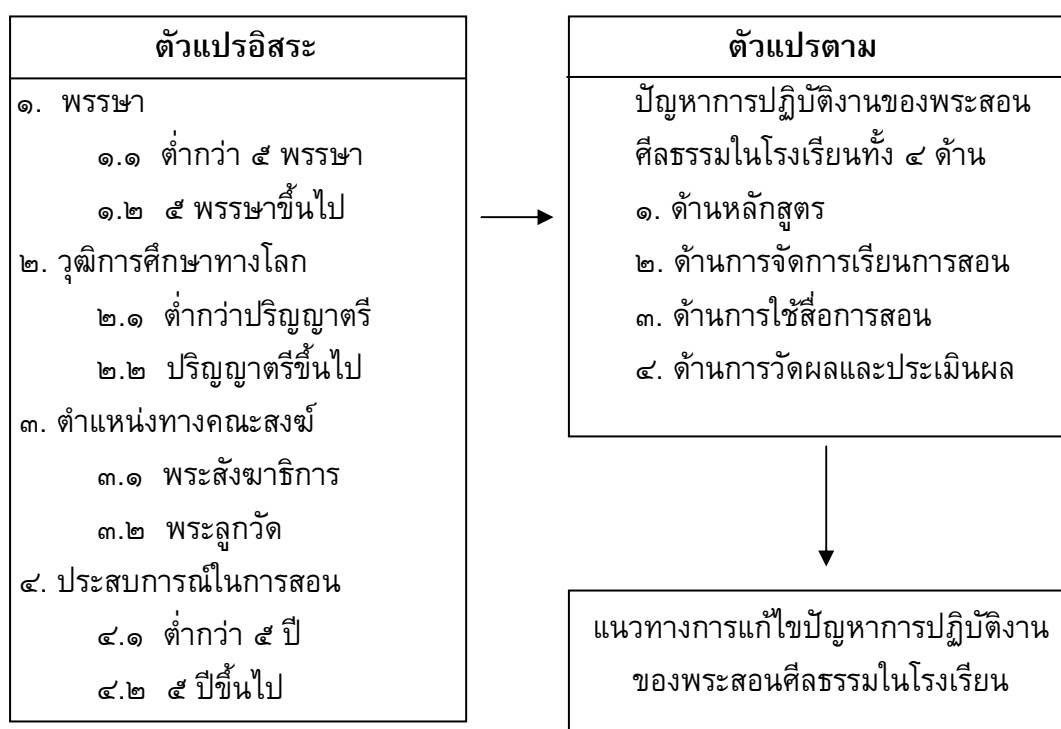 ตัวแปรอิสระ
๑. พรรษา
๑.๑ ต่ำกว่า ๕ พรรษา
๑.๒ ๕ พรรษาขึ้นไป
๒. วุฒิการศึกษาทางโลก
๒.๑ ต่ำกว่าปริญญาตรี
๒.๒ ปริญญาตรีขึ้นไป
๓. ตำแหน่งทางคณะสงฆ์
๓.๑ พระสังฆาธิการ
๓.๒ พระลูกวัด
๔. ประสบการณ์ในการสอน
๔.๑ ต่ำกว่า ๕ ปี
๔.๒ ๕ ปีขึ้นไป
ตัวแปรตาม
ปัญหาการปฏิบัติงานของพระสอน
ศีลธรรมในโรงเรียนทั้ง ๔ ด้าน
๑. ด้านหลักสูตร
๒. ด้านการจัดการเรียนการสอน
๓. ด้านการใช้สื่อการสอน
๔. ด้านการวัดผลและประเมินผล
แนวทางการแก้ไขปัญหาการปฏิบัติงาน
ของพระสอนศีลธรรมในโรงเรียน